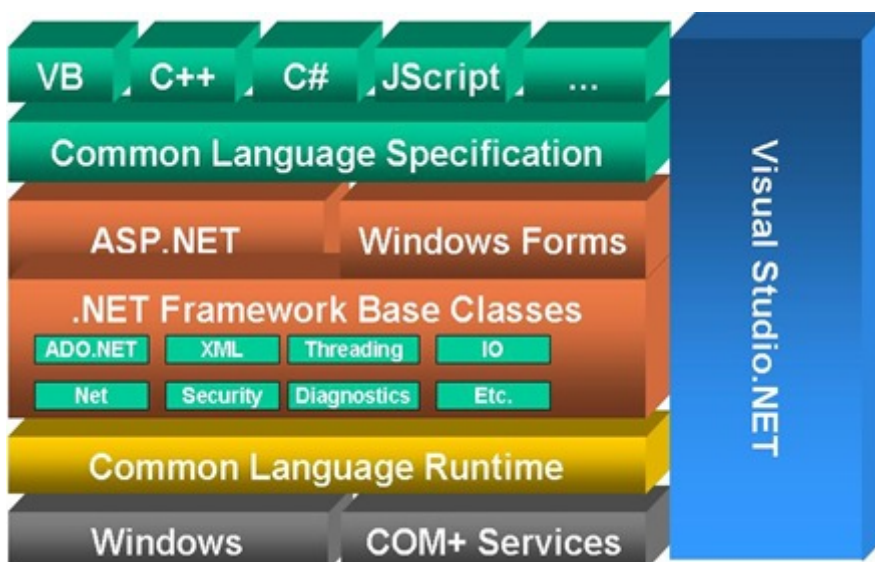 VB C++ C# JScript ...
Common Language Specification
ASP.NET Windows Forms
.NET Framework Base Classes
ADO.NET XML Threading IO
Net Security Diagnostics Etc.
Common Language Runtime
Windows COM+ Services
Visual Studio.NET